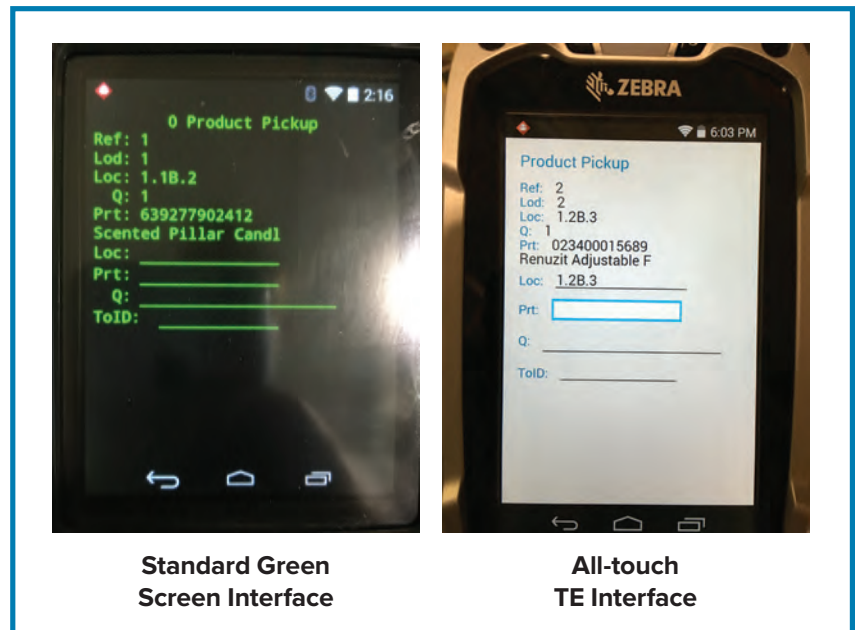 2:16
0 Product Pickup
Ref: 1
Lod: 1
Loc: 1.1B.2
Q: 1
Prt: 639277902412
Scented Pillar Candl
Loc:
Prt:
Q:
ToID:
Standard Green
Screen Interface
ZEBRA
6:03 PM
Product Pickup
Ref: 2
Lod: 2
Loc: 1.2B.3
Q: 1
Prt: 023400015689
Renuzit Adjustable F
Loc: 1.2B.3
Prt:
Q:
ToID:
All-touch
TE Interface